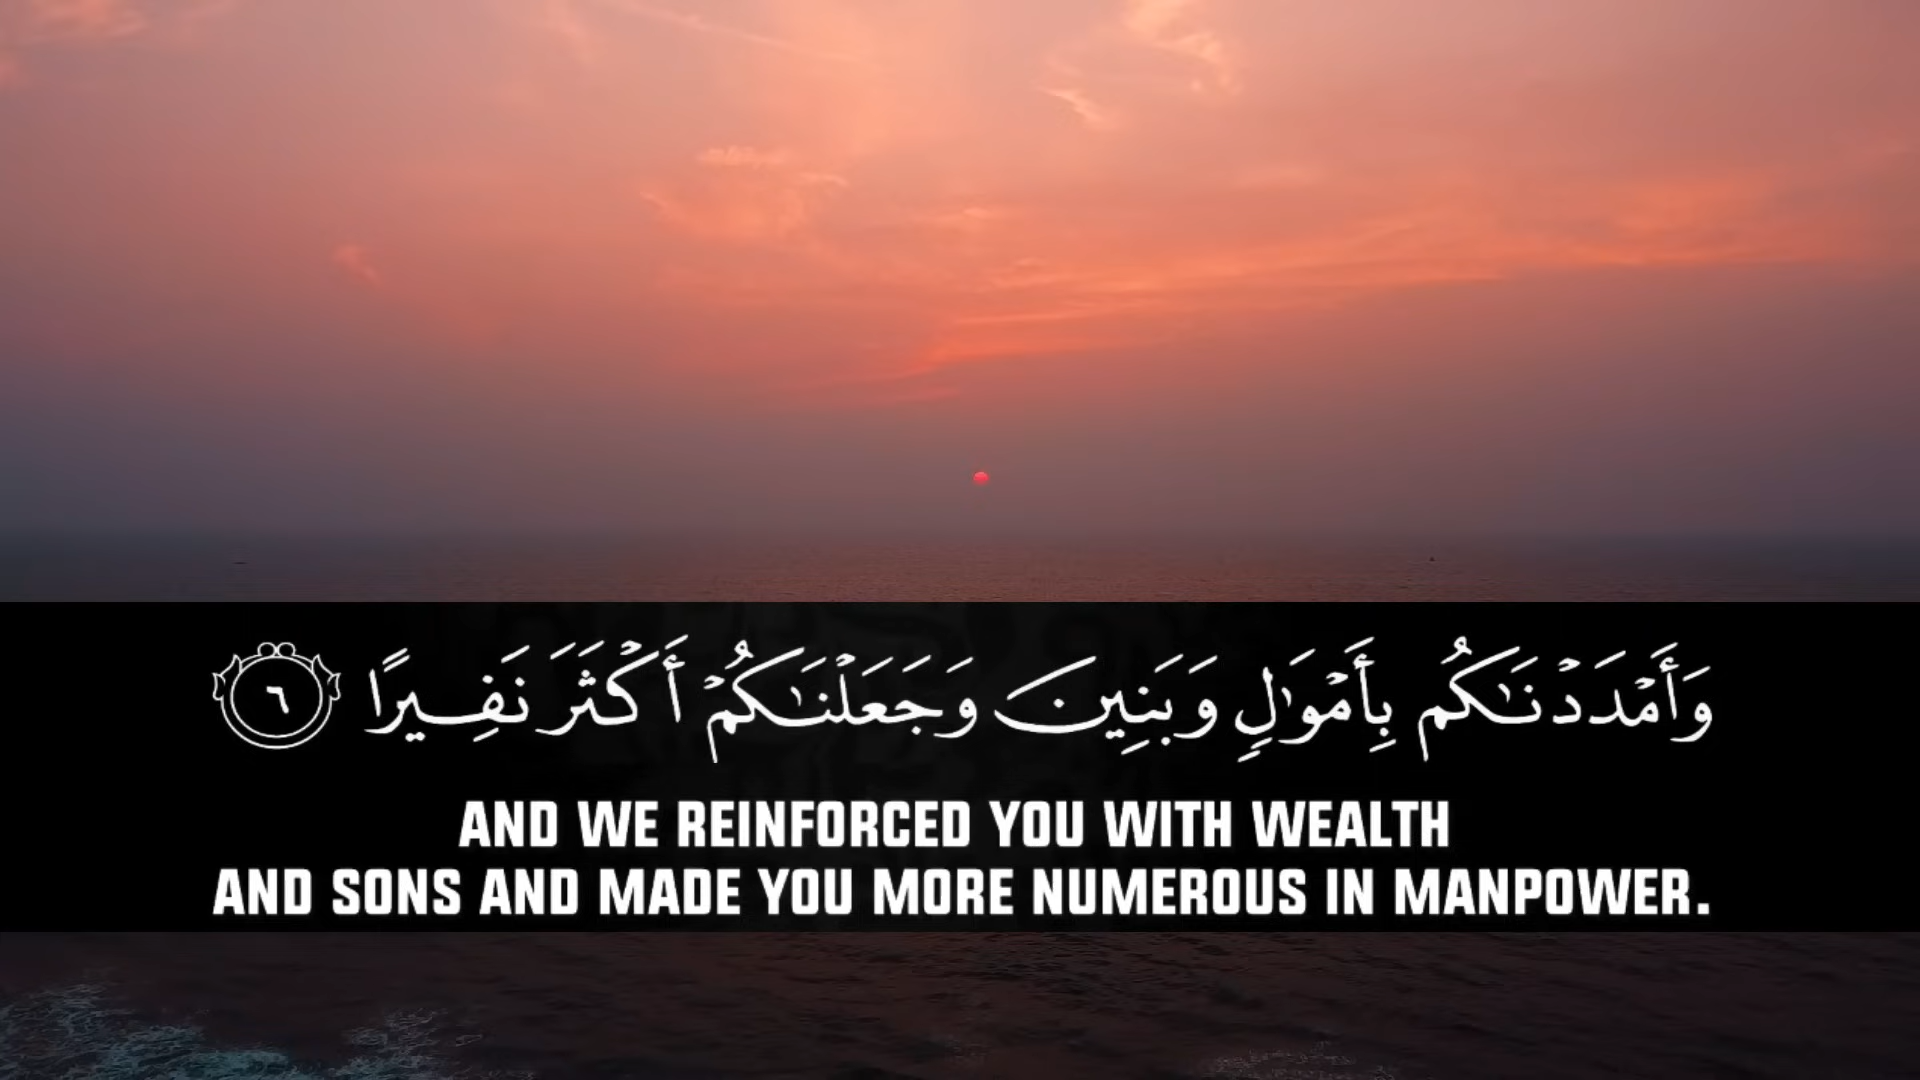 وَأَمْدَدْنَـٰكُم بِأَمْوَٰلٍ وَبَنِينَ وَجَعَلْنَـٰكُمْ أَكْثَرَ نَفِيرًا ٦
AND WE REINFORCED YOU WITH WEALTH
AND SONS AND MADE YOU MORE NUMEROUS IN MANPOWER.